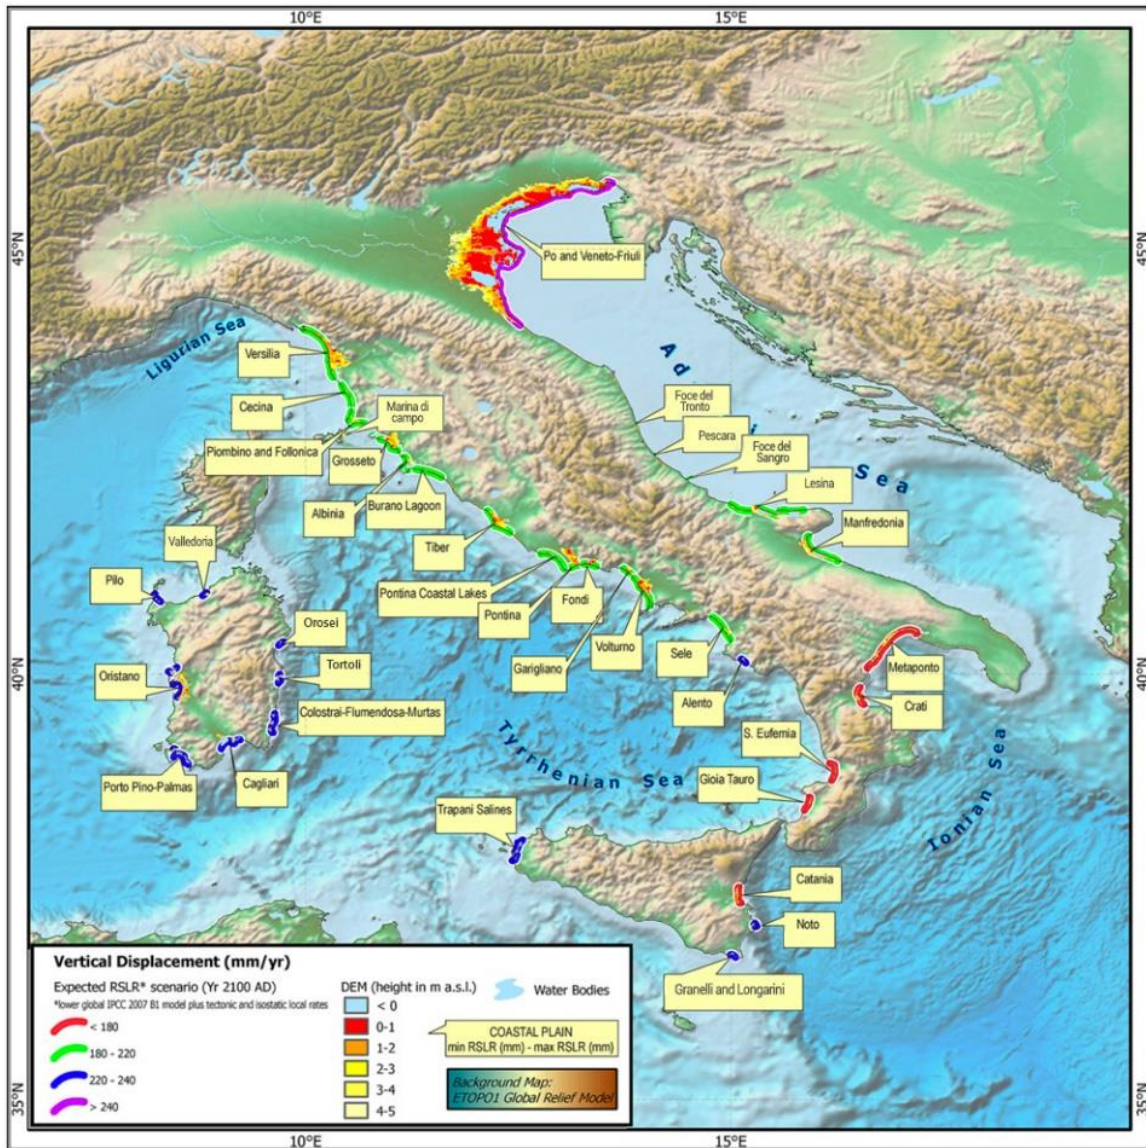 10°E
15°E
45°N
45°N
Po and Veneto-Friuli
Ligurian Sea
Versilia
Ad
Sea
Cecina
Marina di
campo
Foce del
Tronto
Piombino and Follonica
Grosseto
Pescara
Foce del
Sangro
Albinia
Burano Lagoon
Lesina
Manfredonia
Tiber
Valledoria
Pilo
Pontina Coastal Lakes
Pontina
Fondi
Orosei
Garigliano
Volturno
Sele
Metaponto
Oristano
Tortoli
40°N
40°N
Alento
Crati
Colostrai-Flumendosa-Murtas
S. Eufemia
Tyrrhenian Sea
Ionian Sea
Porto Pino-Palmas
Cagliari
Gioia Tauro
Trapani Salines
Catania
Noto
Granelli and Longarini
Vertical Displacement (mm/yr)
Expected RSLR* scenario (Yr 2100 AD)
*lower global IPCC 2007 B1 model plus tectonic and isostatic local rates
< 180
180 - 220
220 - 240
> 240
DEM (height in m a.s.l.)
< 0
0-1
1-2
2-3
3-4
4-5
Water Bodies
COASTAL PLAIN
min RSLR (mm) - max RSLR (mm)
Background Map:
ETOPO1 Global Relief Model
35°N
35°N
10°E
15°E